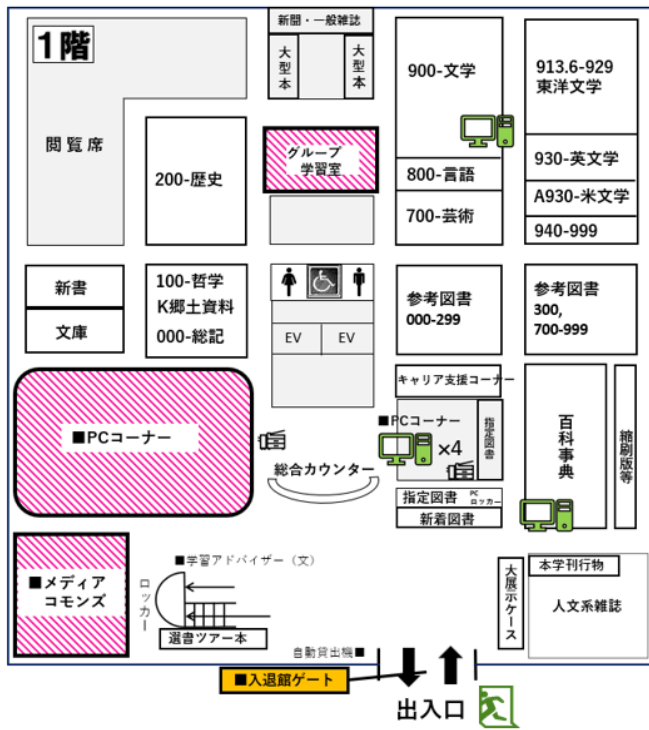 1階
新聞・一般雑誌
大型本
大型本
閲覧席
グループ
学習室
200-歴史
900-文学
800-言語
700-芸術
913.6-929
東洋文学
930-英文学
A930-米文学
940-999
新書
文庫
100-哲学
K郷土資料
000-総記
EV
EV
参考図書
000-299
参考図書
300,
700-999
■PCコーナー
総合カウンター
キャリア支援コーナー
■PCコーナー
×4
指定図書
指定図書
PC
ロッカー
新着図書
百科事典
縮刷版等
■メディア
コモンズ
■学習アドバイザー（文）
ロッカー
選書ツアー本
自動貸出機■
大展示ケース
本学刊行物
人文系雑誌
■入退館ゲート
出入口